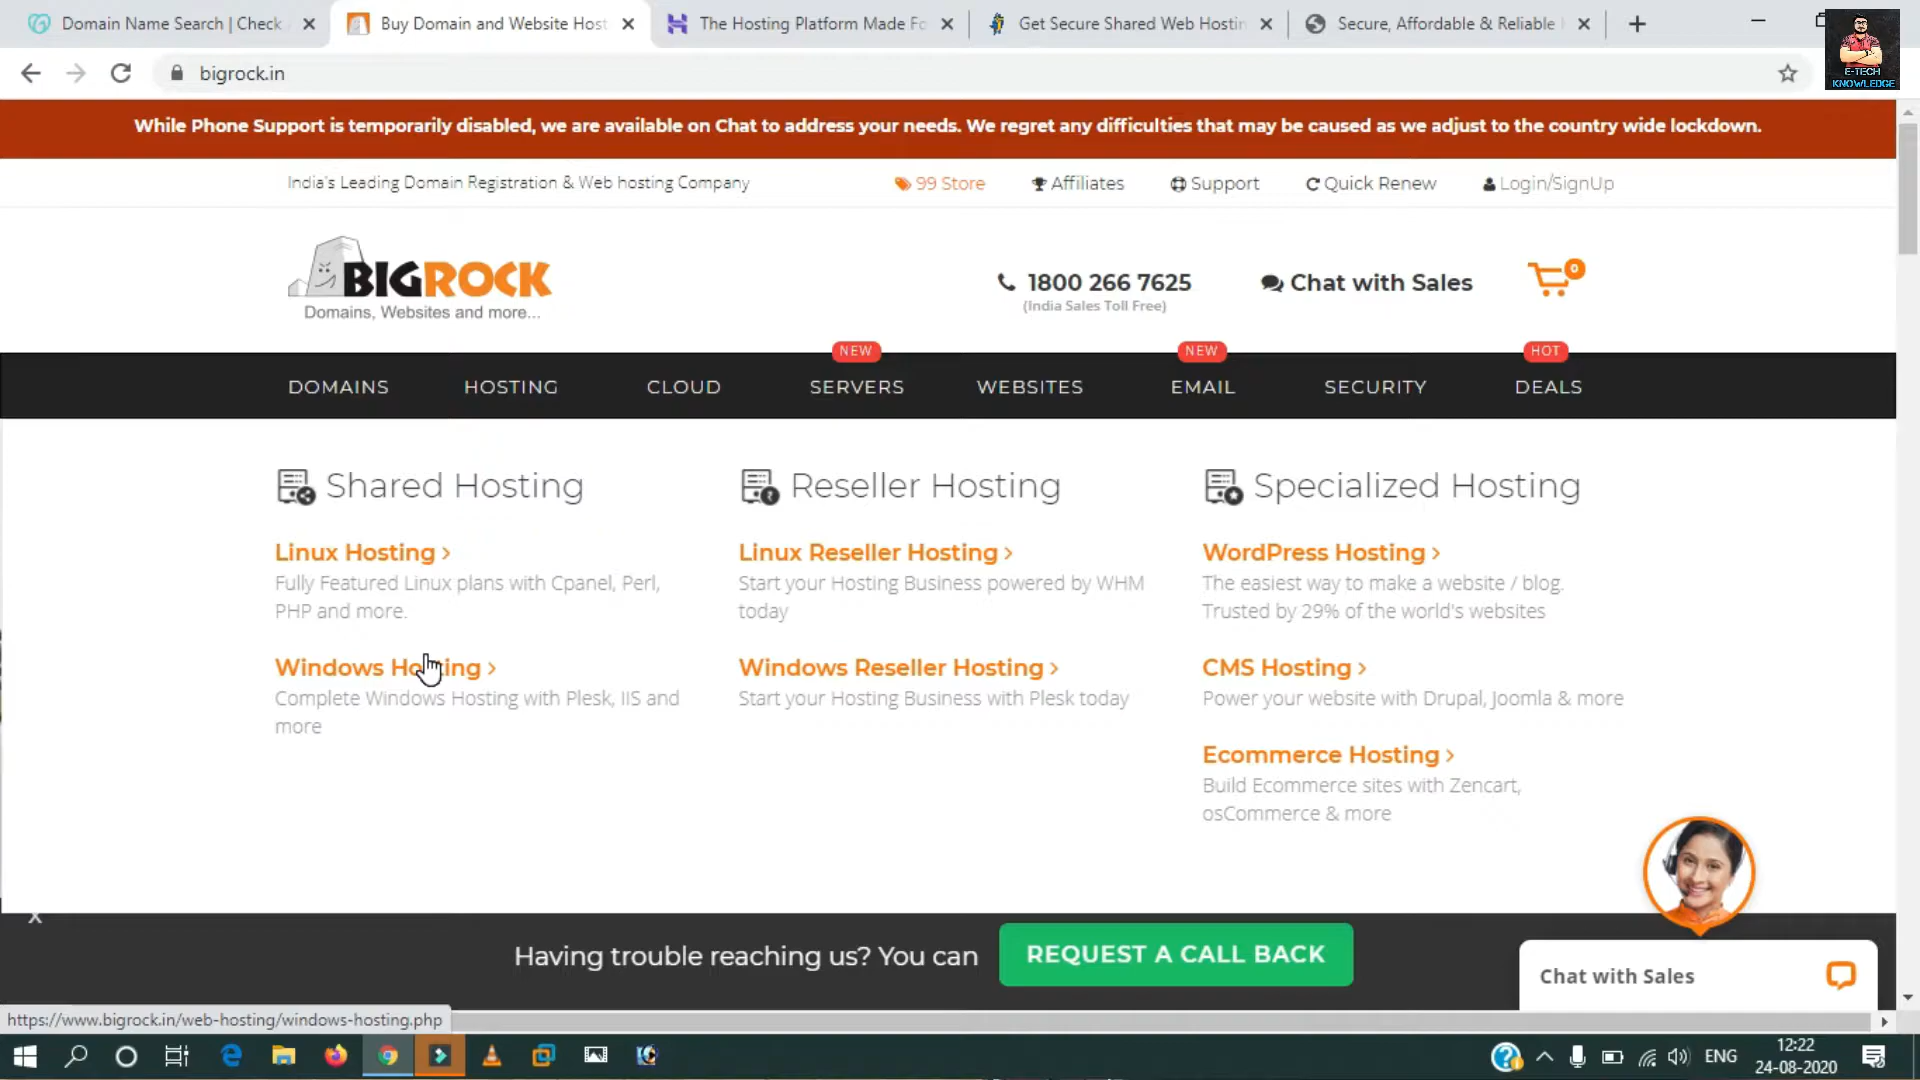 Domain Name Search | Check
Buy Domain and Website Host
The Hosting Platform Made Fo
Get Secure Shared Web Hostin
Secure, Affordable & Reliable
E-TECH
KNOWLEDGE
bigrock.in
While Phone Support is temporarily disabled, we are available on Chat to address your needs. We regret any difficulties that may be caused as we adjust to the country wide lockdown.
India's Leading Domain Registration & Web hosting Company
99 Store
Affiliates
Support
Quick Renew
Login/SignUp
BIGROCK
Domains, Websites and more...
1800 266 7625
(India Sales Toll Free)
Chat with Sales
0
NEW
NEW
HOT
DOMAINS
HOSTING
CLOUD
SERVERS
WEBSITES
EMAIL
SECURITY
DEALS
Shared Hosting
Linux Hosting >
Fully Featured Linux plans with Cpanel, Perl,
PHP and more.
Windows Hosting >
Complete Windows Hosting with Plesk, IIS and
more
Reseller Hosting
Linux Reseller Hosting >
Start your Hosting Business powered by WHM
today
Windows Reseller Hosting >
Start your Hosting Business with Plesk today
Specialized Hosting
WordPress Hosting >
The easiest way to make a website / blog.
Trusted by 29% of the world's websites
CMS Hosting >
Power your website with Drupal, Joomla & more
Ecommerce Hosting >
Build Ecommerce sites with Zencart,
osCommerce & more
x
Having trouble reaching us? You can
REQUEST A CALL BACK
Chat with Sales
https://www.bigrock.in/web-hosting/windows-hosting.php
ENG
12:22
24-08-2020